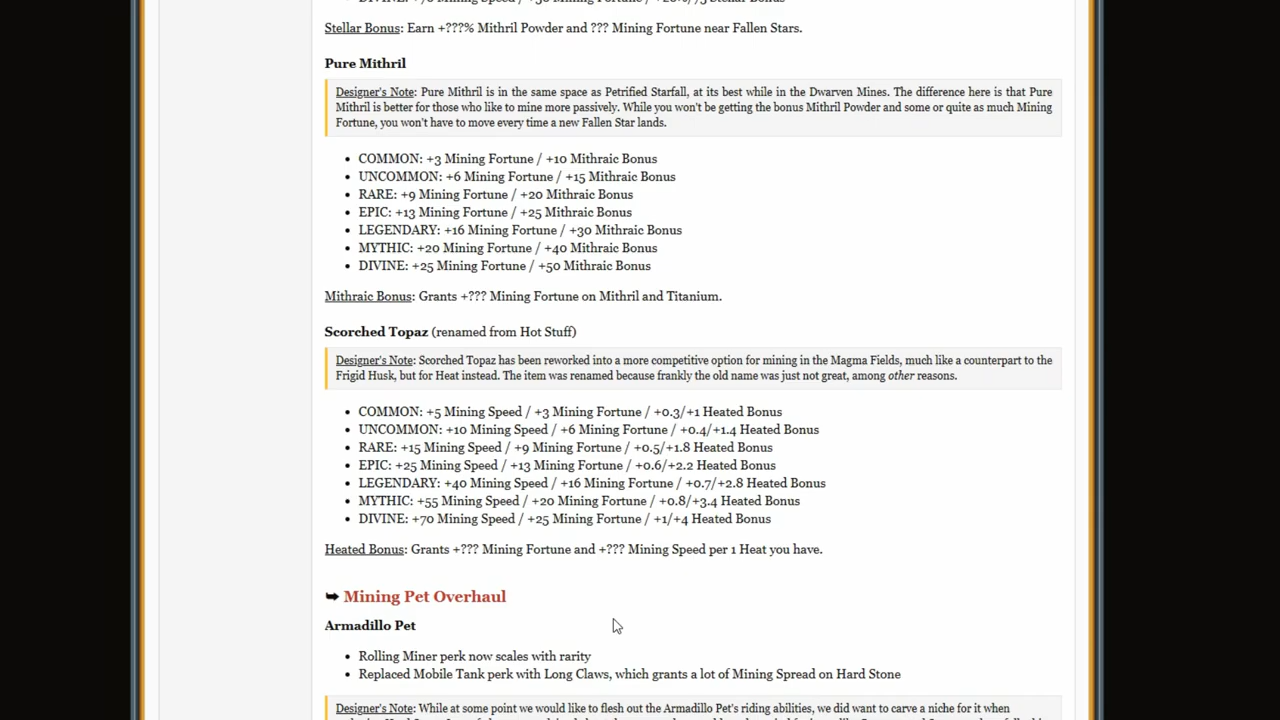 Stellar Bonus: Earn +???% Mithril Powder and ??? Mining Fortune near Fallen Stars.
Pure Mithril
Designer's Note: Pure Mithril is in the same space as Petrified Starfall, at its best while in the Dwarven Mines. The difference here is that Pure
Mithril is better for those who like to mine more passively. While you won't be getting the bonus Mithril Powder and some or quite as much Mining
Fortune, you won't have to move every time a new Fallen Star lands.
• COMMON: +3 Mining Fortune / +10 Mithraic Bonus
• UNCOMMON: +6 Mining Fortune / +15 Mithraic Bonus
• RARE: +9 Mining Fortune / +20 Mithraic Bonus
• EPIC: +13 Mining Fortune / +25 Mithraic Bonus
• LEGENDARY: +16 Mining Fortune / +30 Mithraic Bonus
• MYTHIC: +20 Mining Fortune / +40 Mithraic Bonus
• DIVINE: +25 Mining Fortune / +50 Mithraic Bonus
Mithraic Bonus: Grants +??? Mining Fortune on Mithril and Titanium.
Scorched Topaz (renamed from Hot Stuff)
Designer's Note: Scorched Topaz has been reworked into a more competitive option for mining in the Magma Fields, much like a counterpart to the
Frigid Husk, but for Heat instead. The item was renamed because frankly the old name was just not great, among other reasons.
• COMMON: +5 Mining Speed / +3 Mining Fortune / +0.3/+1 Heated Bonus
• UNCOMMON: +10 Mining Speed / +6 Mining Fortune / +0.4/+1.4 Heated Bonus
• RARE: +15 Mining Speed / +9 Mining Fortune / +0.5/+1.8 Heated Bonus
• EPIC: +25 Mining Speed / +13 Mining Fortune / +0.6/+2.2 Heated Bonus
• LEGENDARY: +40 Mining Speed / +16 Mining Fortune / +0.7/+2.8 Heated Bonus
• MYTHIC: +55 Mining Speed / +20 Mining Fortune / +0.8/+3.4 Heated Bonus
• DIVINE: +70 Mining Speed / +25 Mining Fortune / +1/+4 Heated Bonus
Heated Bonus: Grants +??? Mining Fortune and +??? Mining Speed per 1 Heat you have.
➥ Mining Pet Overhaul
Armadillo Pet
• Rolling Miner perk now scales with rarity
• Replaced Mobile Tank perk with Long Claws, which grants a lot of Mining Spread on Hard Stone
Designer's Note: While at some point we would like to flesh out the Armadillo Pet's riding abilities, we did want to carve a niche for it when